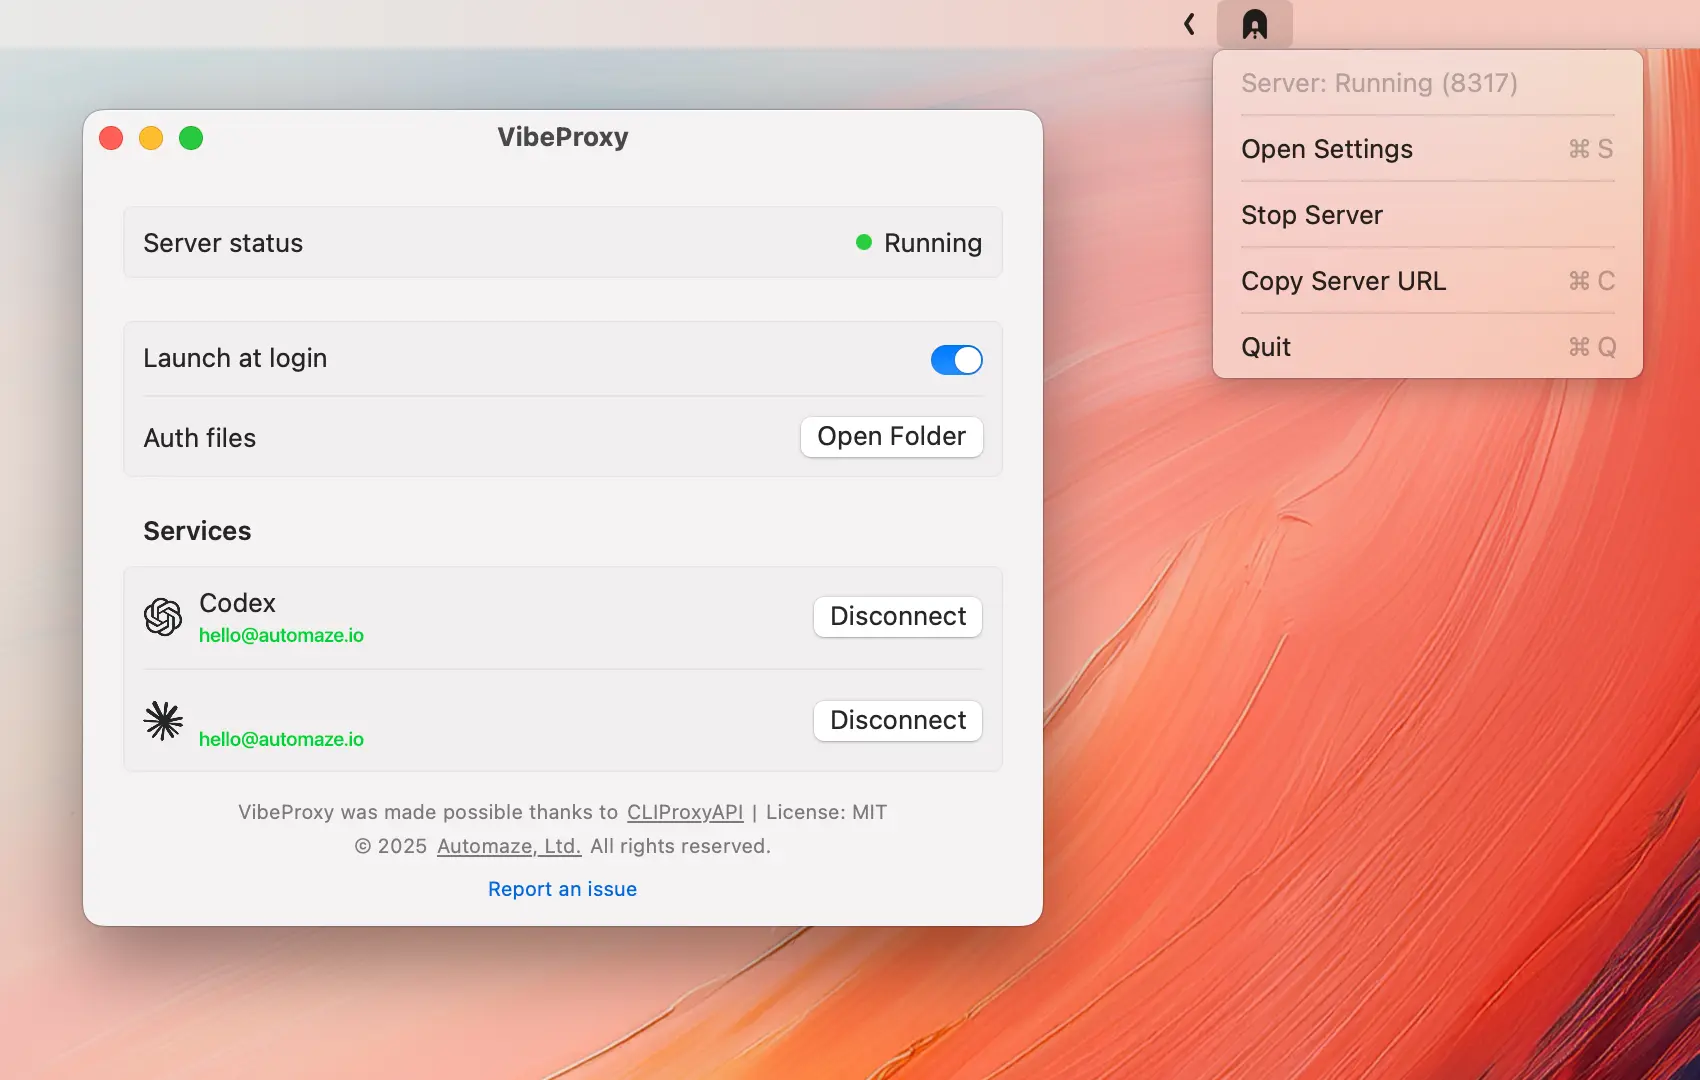 Server: Running (8317)
Open Settings ⌘ S
Stop Server
Copy Server URL ⌘ C
Quit ⌘ Q
VibeProxy
Server status Running
Launch at login
Auth files Open Folder
Services
Codex
hello@automaze.io
Disconnect
hello@automaze.io
Disconnect
VibeProxy was made possible thanks to CLIProxyAPI | License: MIT
© 2025 Automaze, Ltd. All rights reserved.
Report an issue